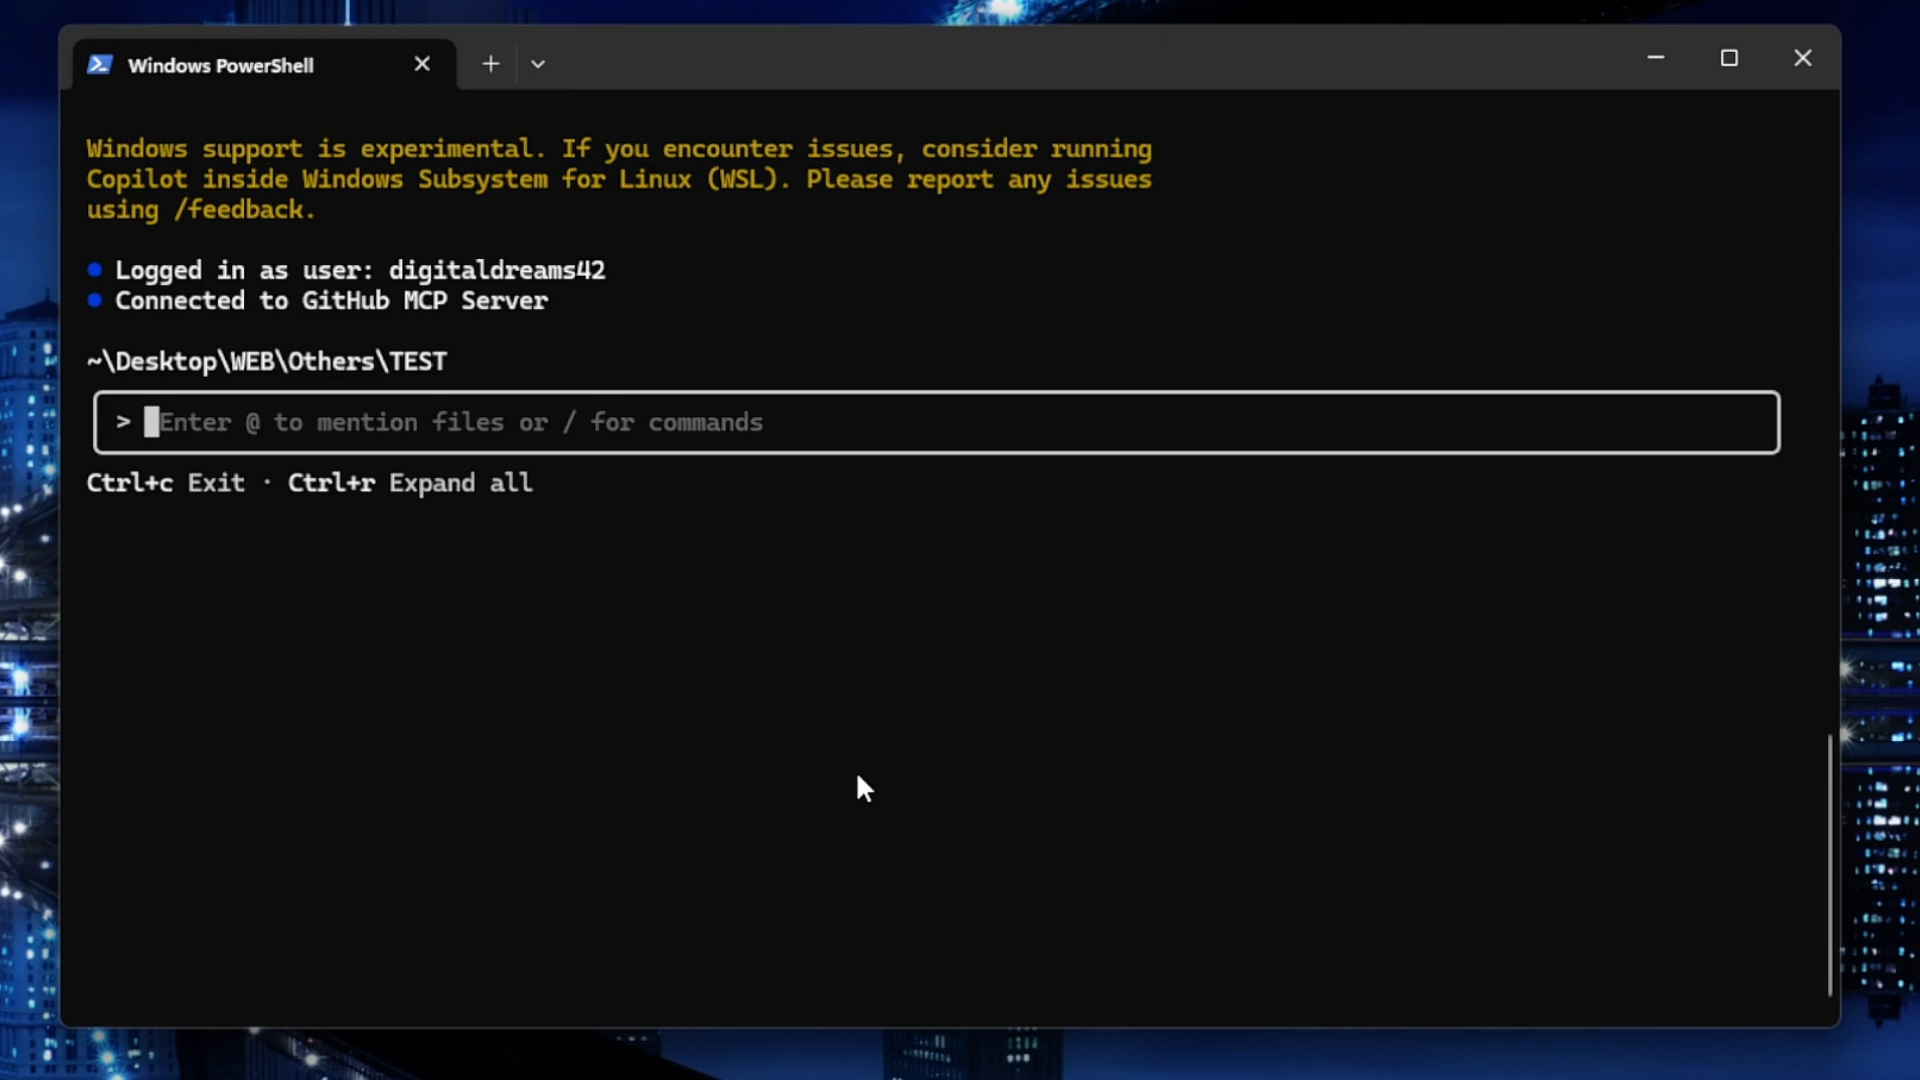 Windows PowerShell
Windows support is experimental. If you encounter issues, consider running
Copilot inside Windows Subsystem for Linux (WSL). Please report any issues
using /feedback.
● Logged in as user: digitaldreams42
● Connected to GitHub MCP Server
~\Desktop\WEB\Others\TEST
> Enter @ to mention files or / for commands
Ctrl+c Exit · Ctrl+r Expand all